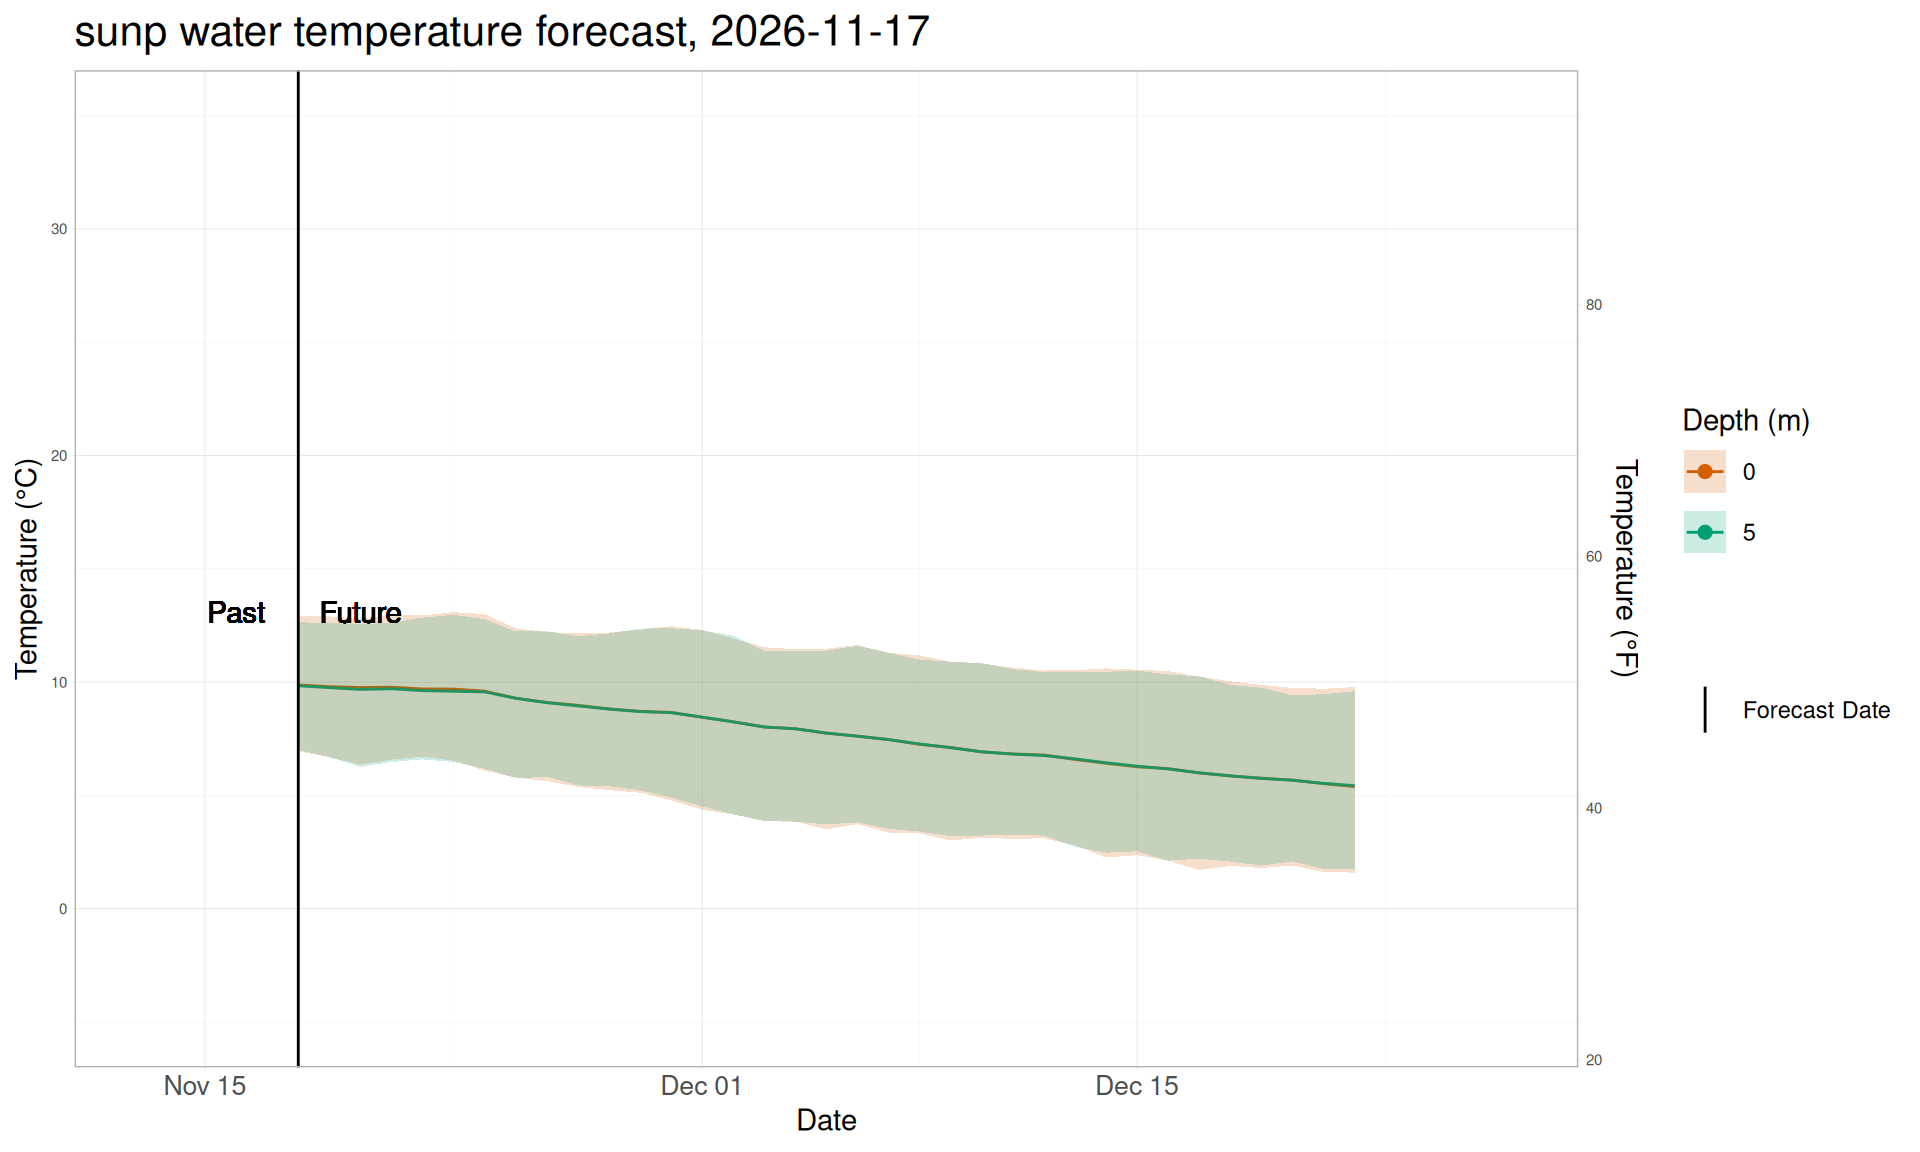 sunp water temperature forecast, 2026-11-17
Temperature (°C)
30
20
10
0
Past
Future
80
60
40
20
Temperature (°F)
Nov 15
Dec 01
Dec 15
Date
Depth (m)
0
5
Forecast Date